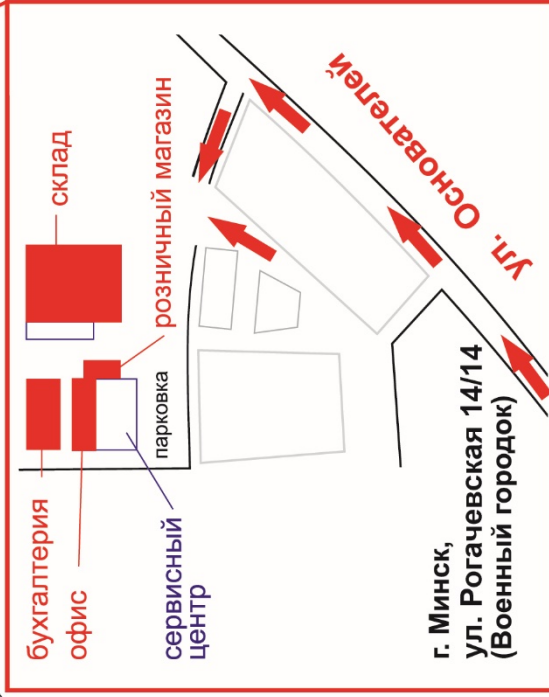 бухгалтерия
офис
сервисный
центр
парковка
розничный магазин
склад
ул. Основателей
г. Минск,
ул. Рогачевская 14/14
(Военный городок)